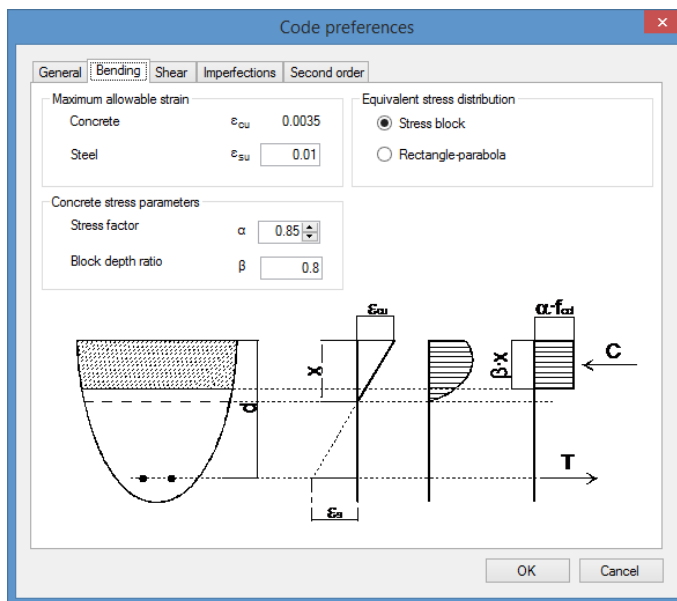 Code preferences
×
General Bending Shear Imperfections Second order
Maximum allowable strain
Concrete εcu 0.0035
Steel εsu 0.01
Equivalent stress distribution
Stress block
Rectangle-parabola
Concrete stress parameters
Stress factor α 0.85
Block depth ratio β 0.8
εcu
α·fcd
x
d
β·x
C
T
εs
OK Cancel